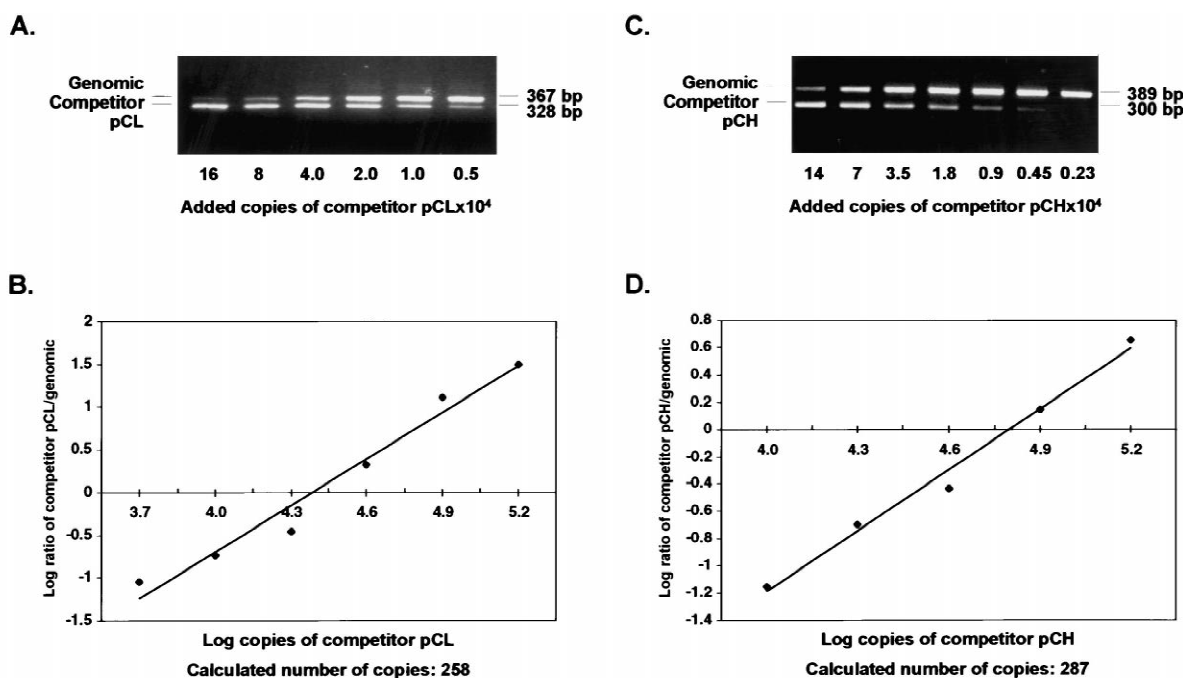 A.
Genomic
Competitor
pCL
367 bp
328 bp
16 8 4.0 2.0 1.0 0.5
Added copies of competitor pCLx10⁴
C.
Genomic
Competitor
pCH
389 bp
300 bp
14 7 3.5 1.8 0.9 0.45 0.23
Added copies of competitor pCHx10⁴
B.
Log ratio of competitor pCL/genomic
2
1.5
1
0.5
0
-0.5
-1
-1.5
3.7 4.0 4.3 4.6 4.9 5.2
Log copies of competitor pCL
Calculated number of copies: 258
D.
Log ratio of competitor pCH/genomic
0.8
0.6
0.4
0.2
0
-0.2
-0.4
-0.6
-0.8
-1
-1.2
-1.4
4.0 4.3 4.6 4.9 5.2
Log copies of competitor pCH
Calculated number of copies: 287